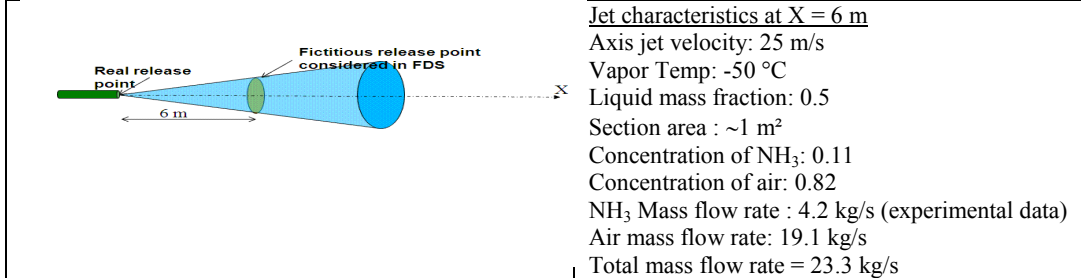 Fictitious release point
considered in FDS
Real release
point
X
6 m
Jet characteristics at X = 6 m
Axis jet velocity: 25 m/s
Vapor Temp: -50 °C
Liquid mass fraction: 0.5
Section area : ~1 m²
Concentration of NH₃: 0.11
Concentration of air: 0.82
NH₃ Mass flow rate : 4.2 kg/s (experimental data)
Air mass flow rate: 19.1 kg/s
Total mass flow rate = 23.3 kg/s